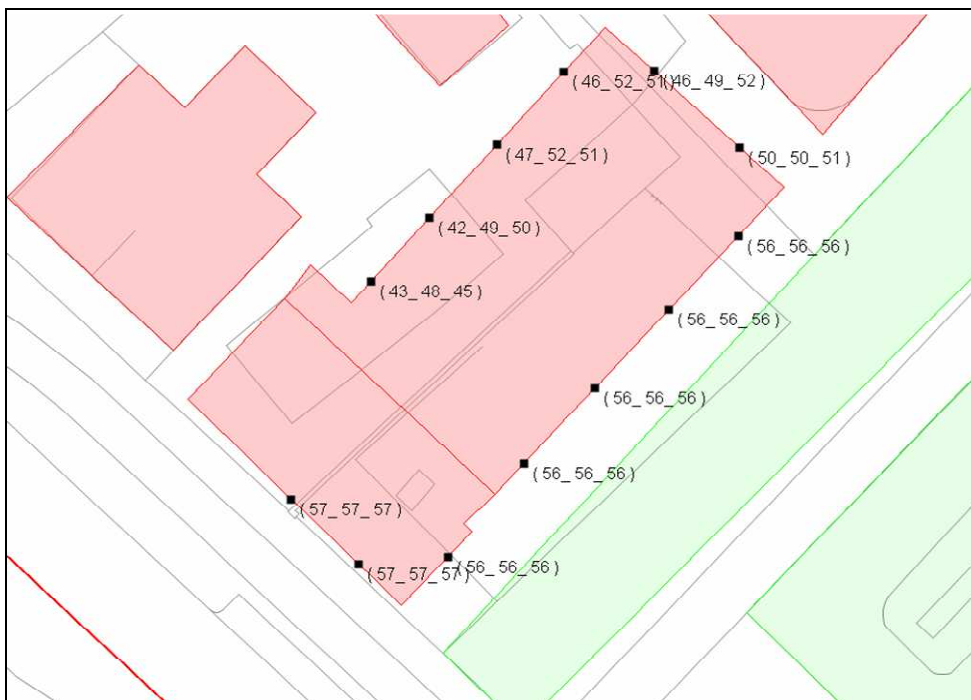 ( 46_ 52_ 51 )
( 46_ 49_ 52 )
( 47_ 52_ 51 )
( 50_ 50_ 51 )
( 42_ 49_ 50 )
( 56_ 56_ 56 )
( 43_ 48_ 45 )
( 56_ 56_ 56 )
( 56_ 56_ 56 )
( 56_ 56_ 56 )
( 57_ 57_ 57 )
( 57_ 57_ 57 )
( 56_ 56_ 56 )